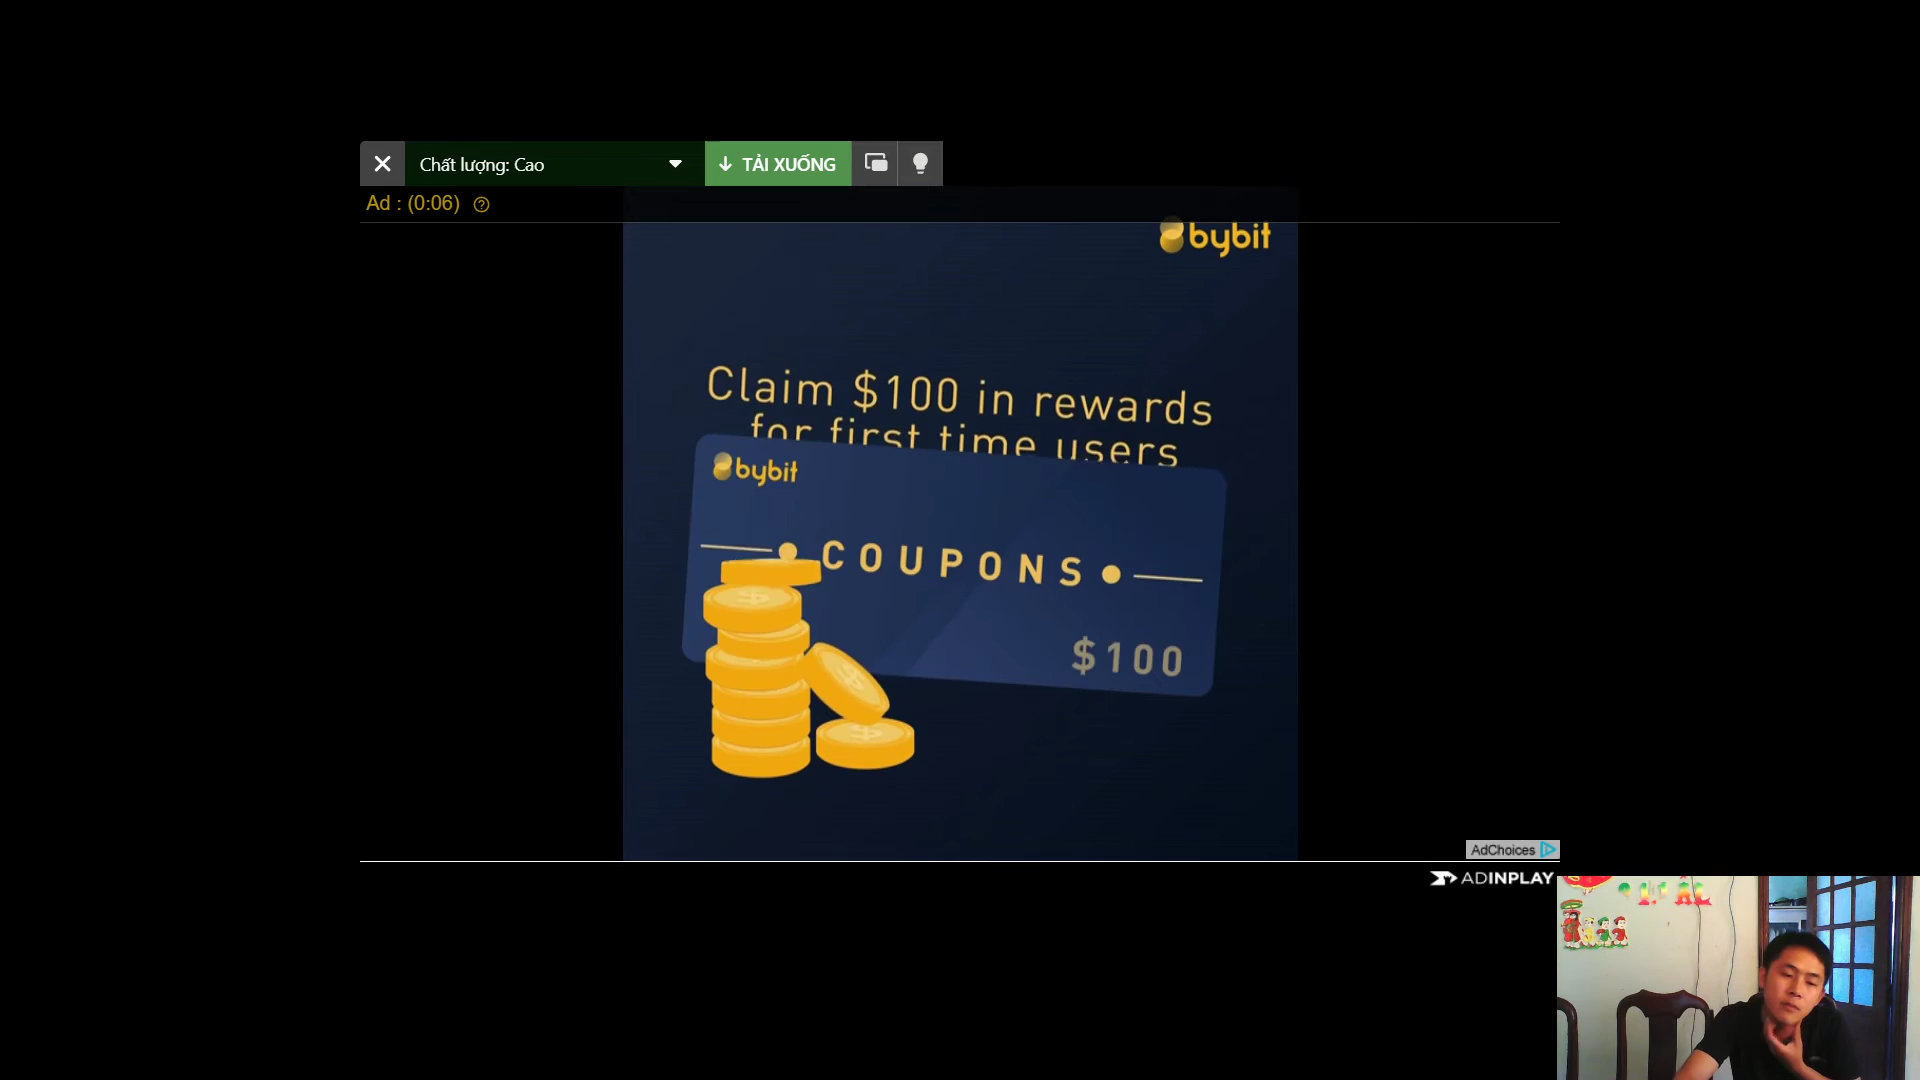 Chất lượng: Cao
TẢI XUỐNG
Ad : (0:06)
bybit
Claim $100 in rewards
for first time users
bybit
COUPONS
$100
AdChoices
ADINPLAY